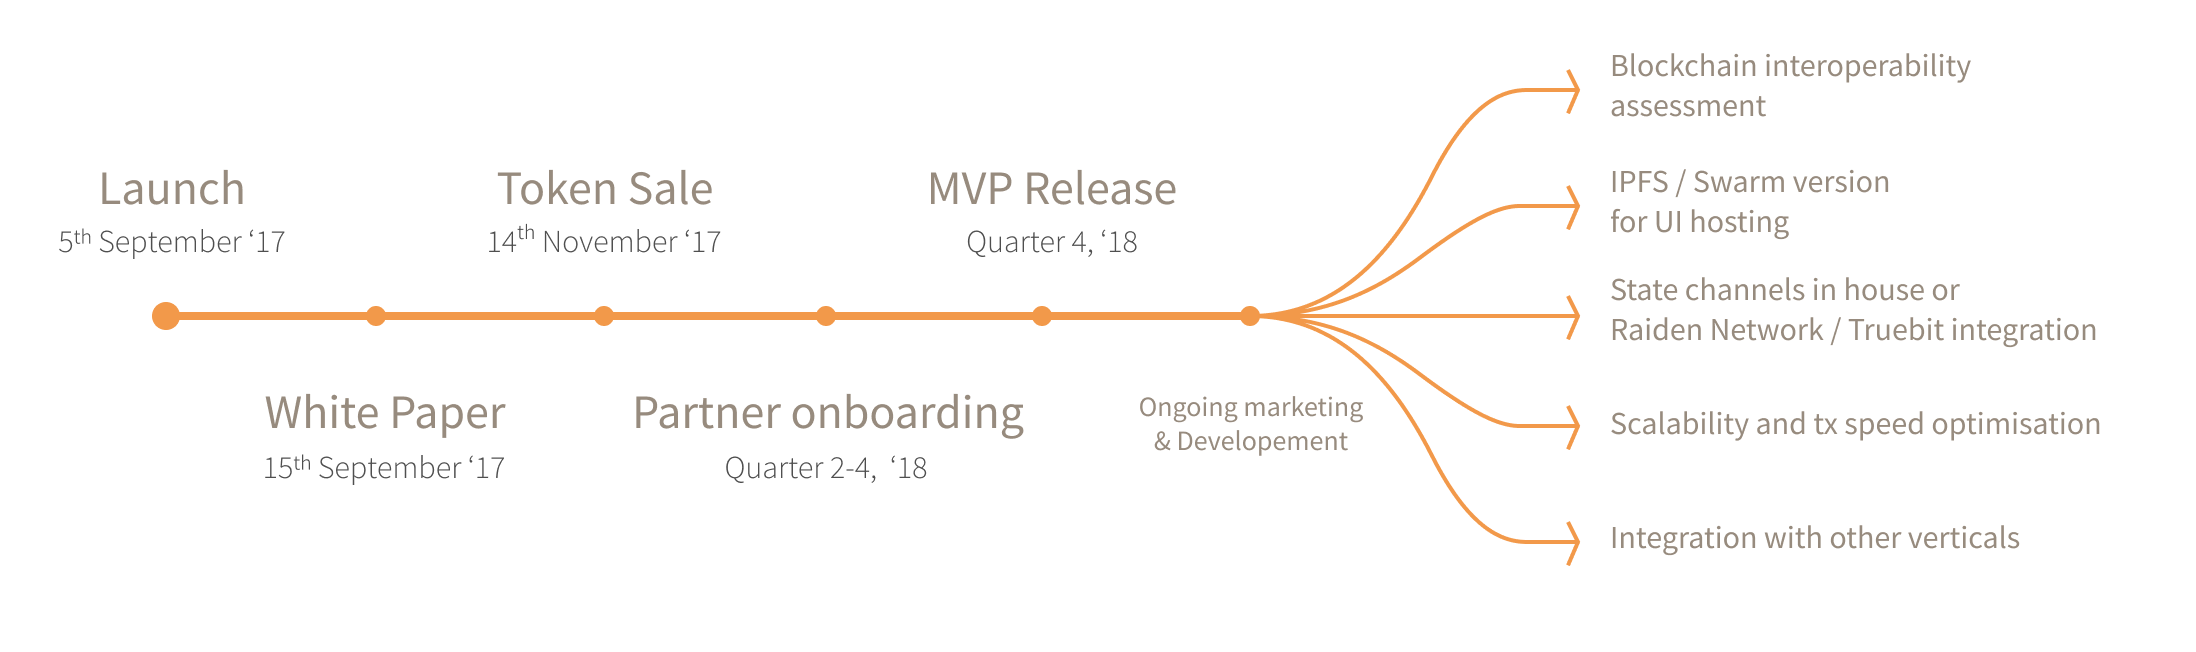 Launch
5th September ‘17
White Paper
15th September ‘17
Token Sale
14th November ‘17
Partner onboarding
Quarter 2-4,  ‘18
MVP Release
Quarter 4, ‘18
Ongoing marketing
& Developement
Blockchain interoperability
assessment
IPFS / Swarm version
for UI hosting
State channels in house or
Raiden Network / Truebit integration
Scalability and tx speed optimisation
Integration with other verticals